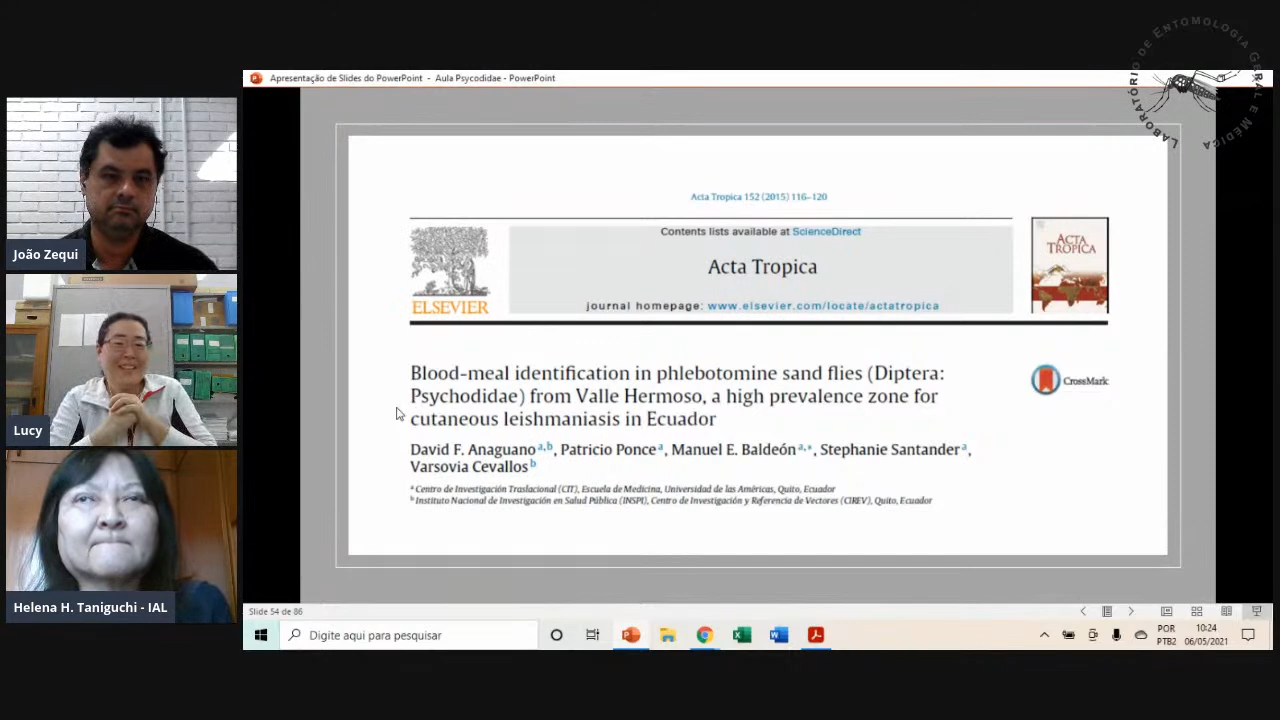 Apresentação de Slides do PowerPoint - Aula Psycodidae - PowerPoint
LABORATÓRIO DE ENTOMOLOGIA GERAL E MÉDICA
João Zequi
Lucy
Helena H. Taniguchi - IAL
Acta Tropica 152 (2015) 116–120
Contents lists available at ScienceDirect
Acta Tropica
journal homepage: www.elsevier.com/locate/actatropica
ELSEVIER
ACTA
TROPICA
Blood-meal identification in phlebotomine sand flies (Diptera:
Psychodidae) from Valle Hermoso, a high prevalence zone for
cutaneous leishmaniasis in Ecuador
CrossMark
David F. Anaguano a,b, Patricio Ponce a, Manuel E. Baldeón a,*, Stephanie Santander a,
Varsovia Cevallos b
a Centro de Investigación Traslacional (CIT), Escuela de Medicina, Universidad de las Américas, Quito, Ecuador
b Instituto Nacional de Investigación en Salud Pública (INSPI), Centro de Investigación y Referencia de Vectores (CIREV), Quito, Ecuador
Slide 54 de 86
Digite aqui para pesquisar
POR
PTB2
10:24
06/05/2021